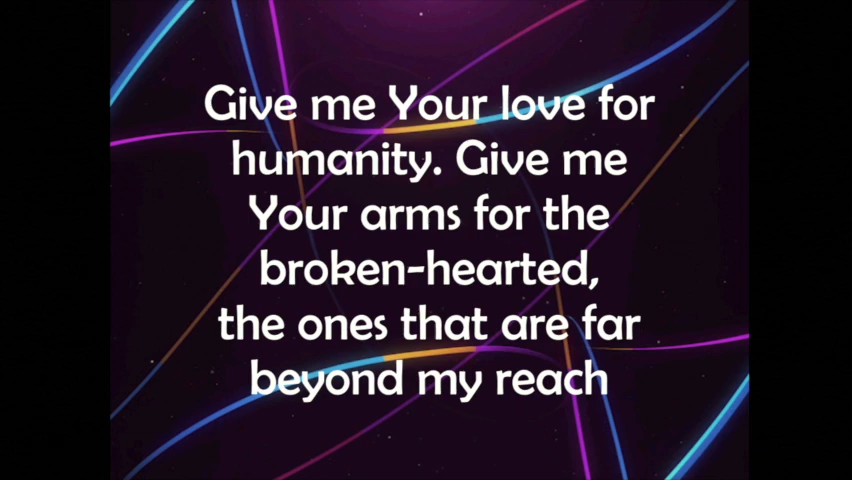 Give me Your love for
humanity. Give me
Your arms for the
broken-hearted,
the ones that are far
beyond my reach